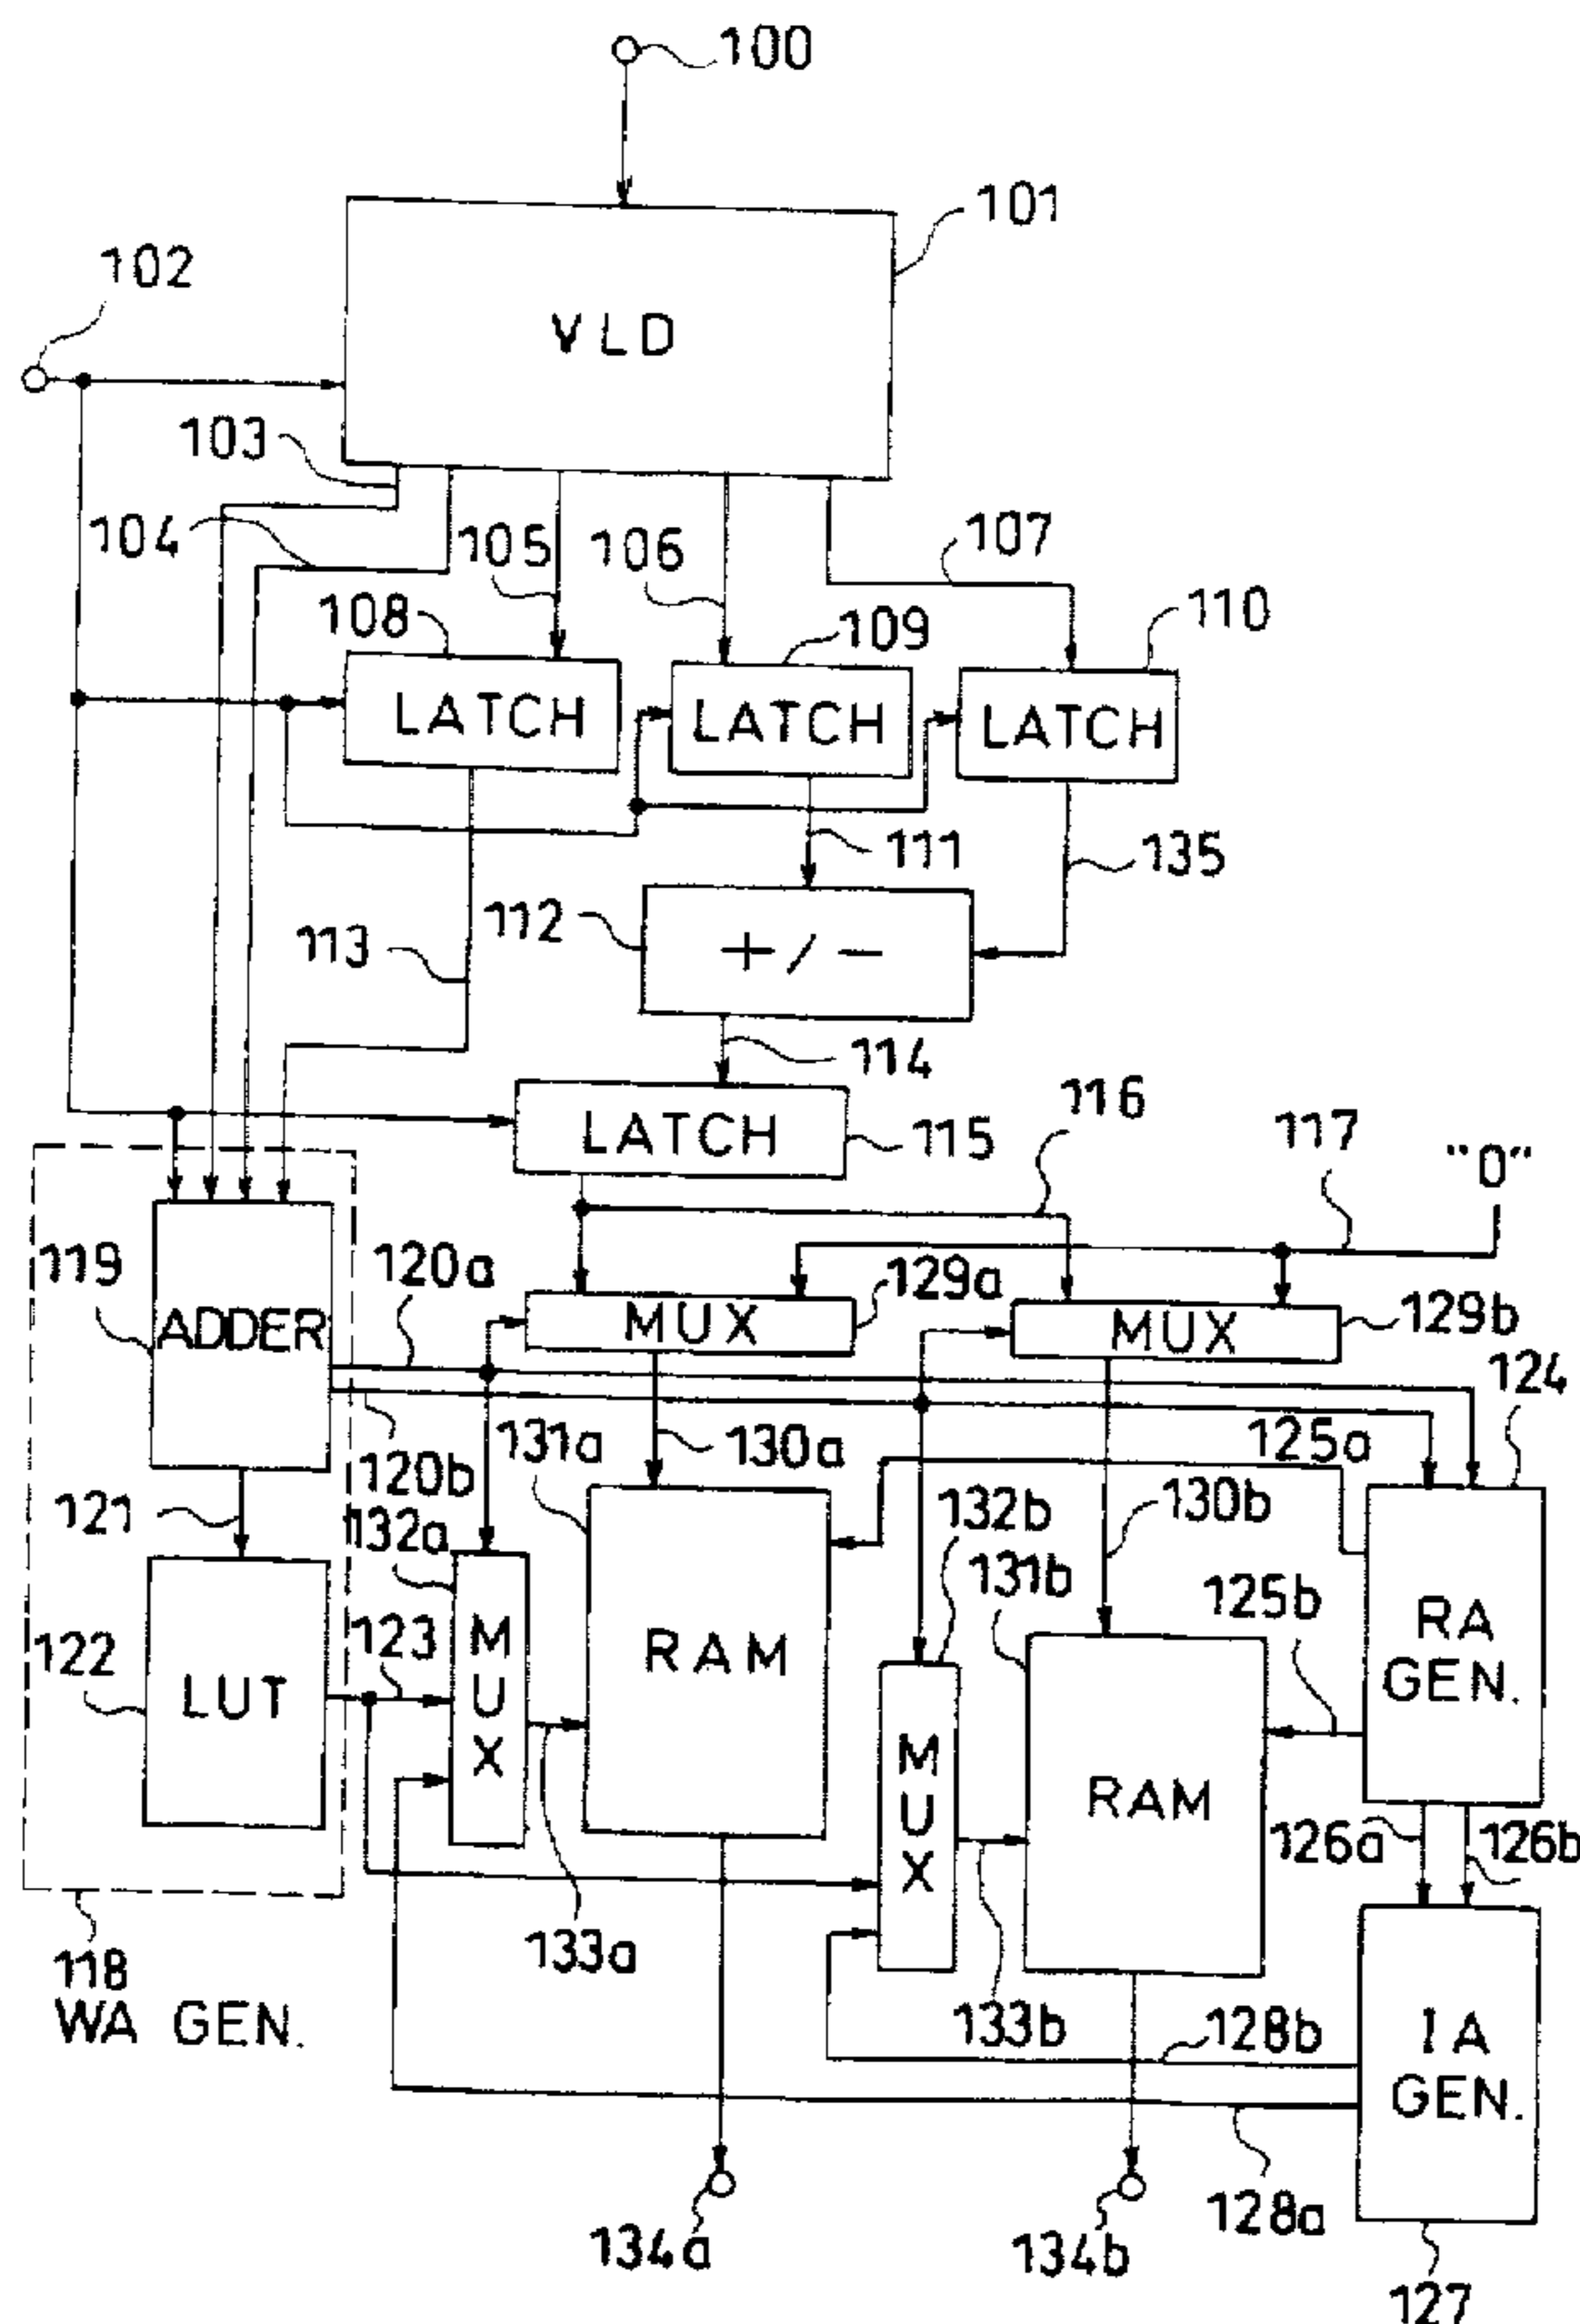 100
101
102
VLD
103
104
105
106
107
108
109
110
LATCH
LATCH
LATCH
111
135
112
+/-
113
114
116
LATCH
115
117
"0"
119
120a
129a
ADDER
MUX
MUX
129b
124
131a
130a
125a
120b
121
132a
132b
130b
131b
125b
122
LUT
123
MUX
RAM
RA
GEN.
MUX
RAM
126a
126b
133a
118
WA GEN.
133b
128b
IA
GEN.
134a
134b
128a
127